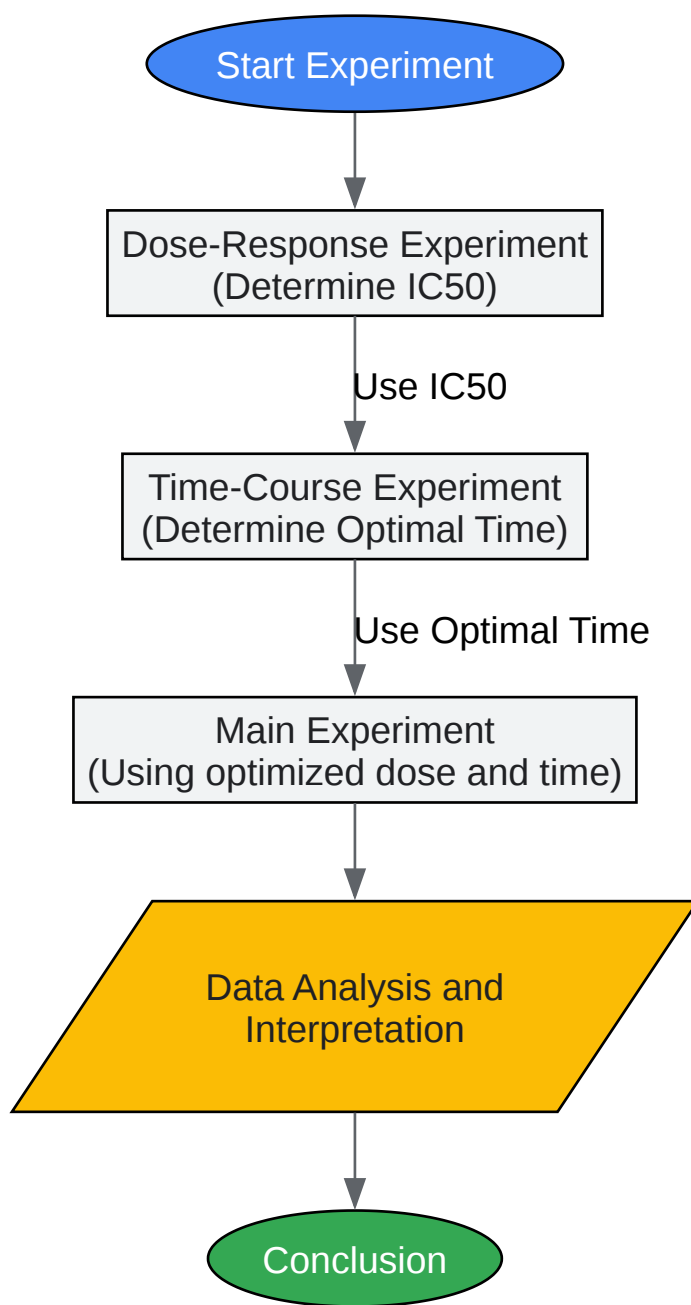 Start Experiment
Dose-Response Experiment
(Determine IC50)
Use IC50
Time-Course Experiment
(Determine Optimal Time)
Use Optimal Time
Main Experiment
(Using optimized dose and time)
Data Analysis and
Interpretation
Conclusion